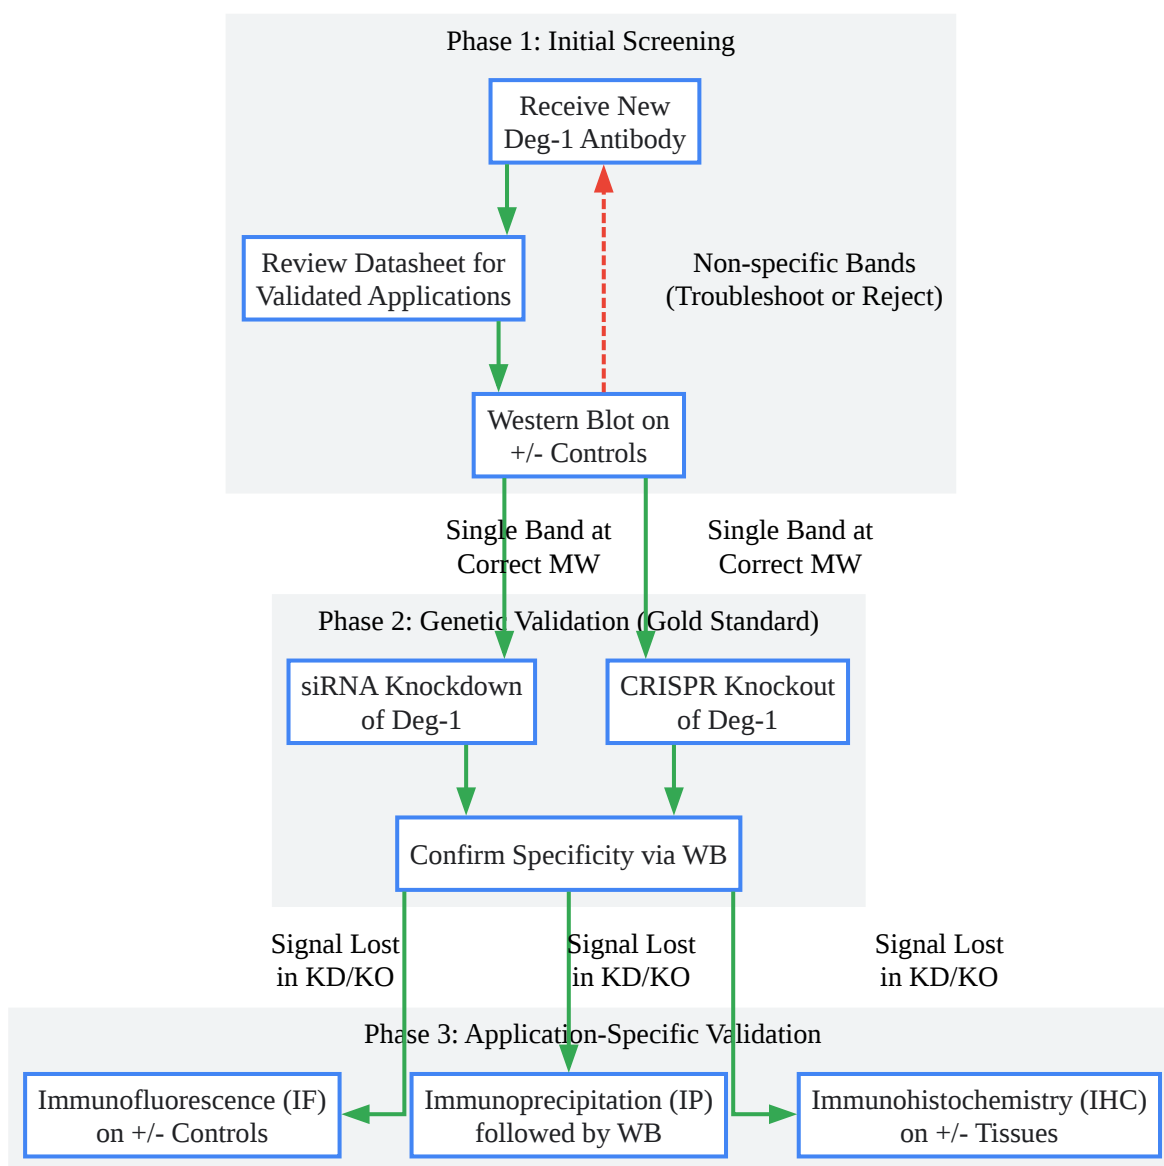 Phase 1: Initial Screening
Receive New
Deg-1 Antibody
Review Datasheet for
Validated Applications
Non-specific Bands
(Troubleshoot or Reject)
Western Blot on
+/- Controls
Single Band at
Correct MW
Single Band at
Correct MW
Phase 2: Genetic Validation (Gold Standard)
siRNA Knockdown
of Deg-1
CRISPR Knockout
of Deg-1
Confirm Specificity via WB
Signal Lost
in KD/KO
Signal Lost
in KD/KO
Signal Lost
in KD/KO
Phase 3: Application-Specific Validation
Immunofluorescence (IF)
on +/- Controls
Immunoprecipitation (IP)
followed by WB
Immunohistochemistry (IHC)
on +/- Tissues